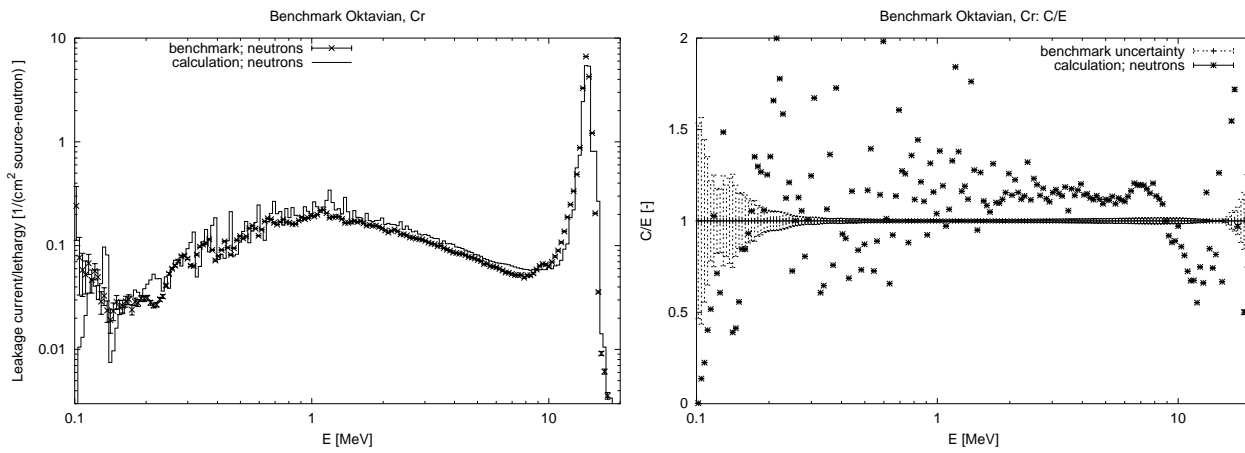 Benchmark Oktavian, Cr
benchmark; neutrons
calculation; neutrons
Leakage current/lethargy [1/(cm² source-neutron) ]
10
1
0.1
0.01
0.1
1
10
E [MeV]
Benchmark Oktavian, Cr: C/E
benchmark uncertainty
calculation; neutrons
C/E [-]
2
1.5
1
0.5
0
0.1
1
10
E [MeV]